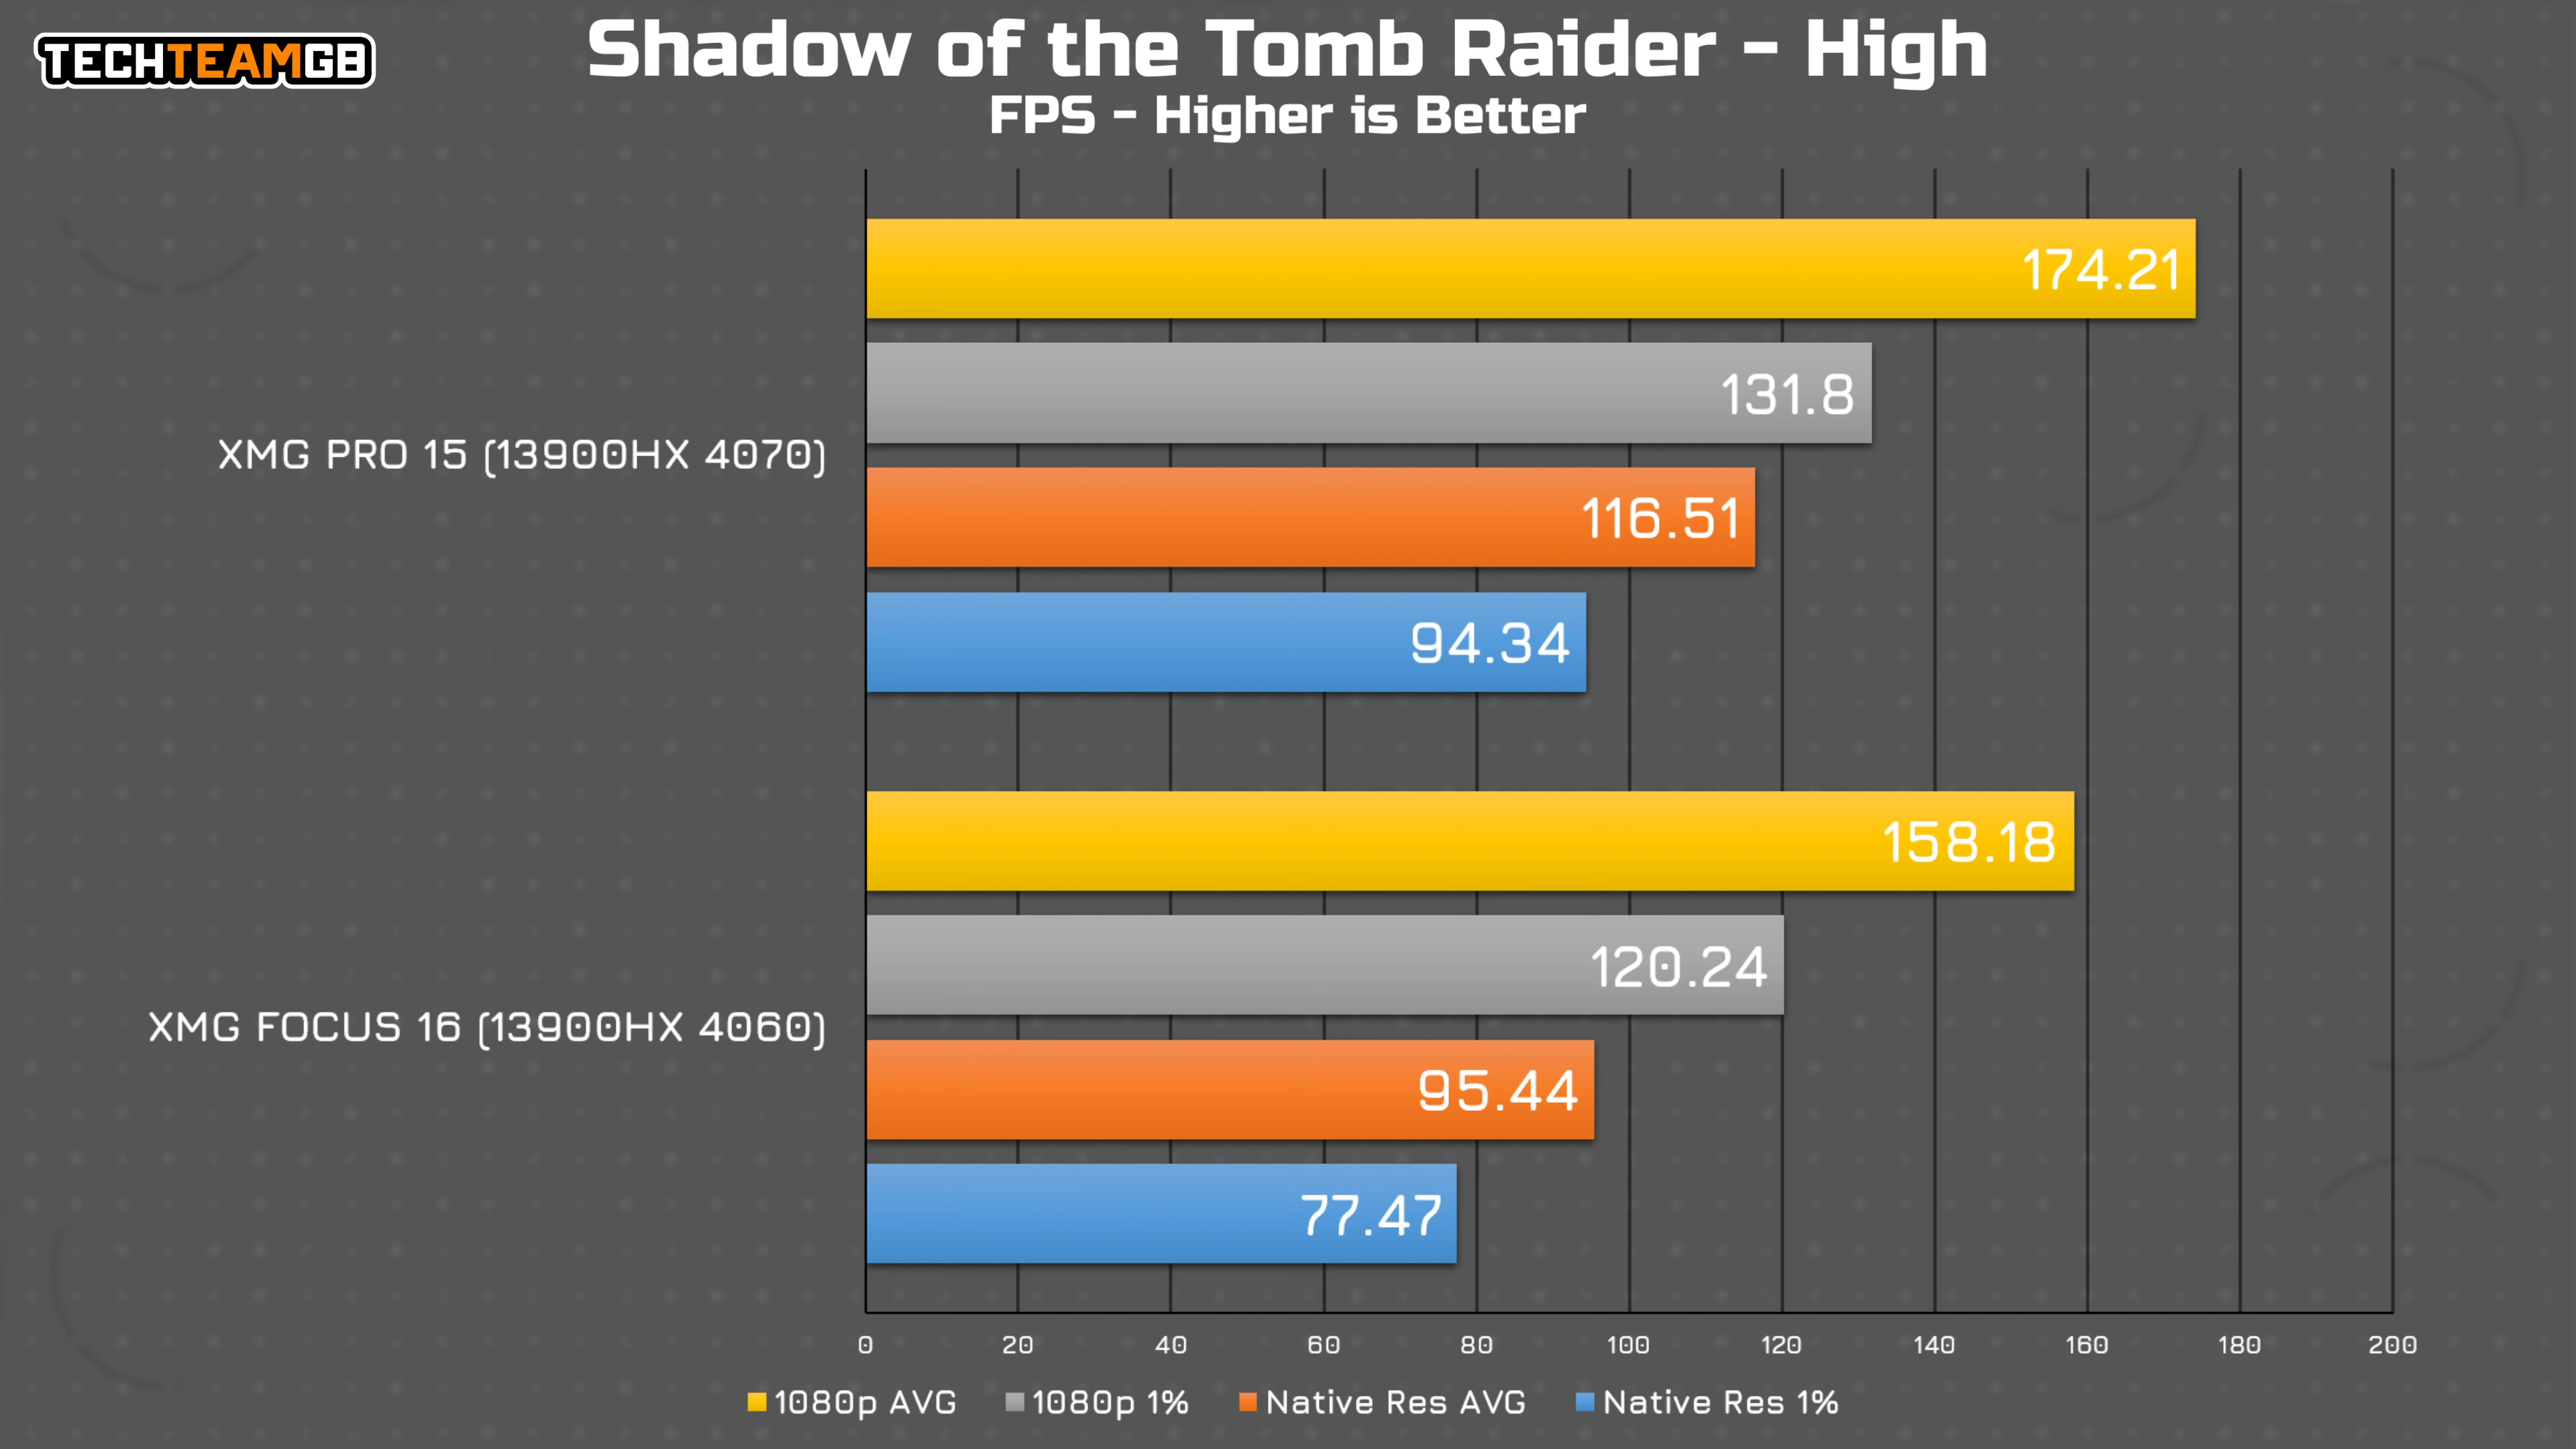 TECHTEAMGB
Shadow of the Tomb Raider - High
FPS - Higher is Better
174.21
131.8
XMG PRO 15 (13900HX 4070)
116.51
94.34
158.18
120.24
XMG FOCUS 16 (13900HX 4060)
95.44
77.47
0 20 40 60 80 100 120 140 160 180 200
1080p AVG 1080p 1% Native Res AVG Native Res 1%